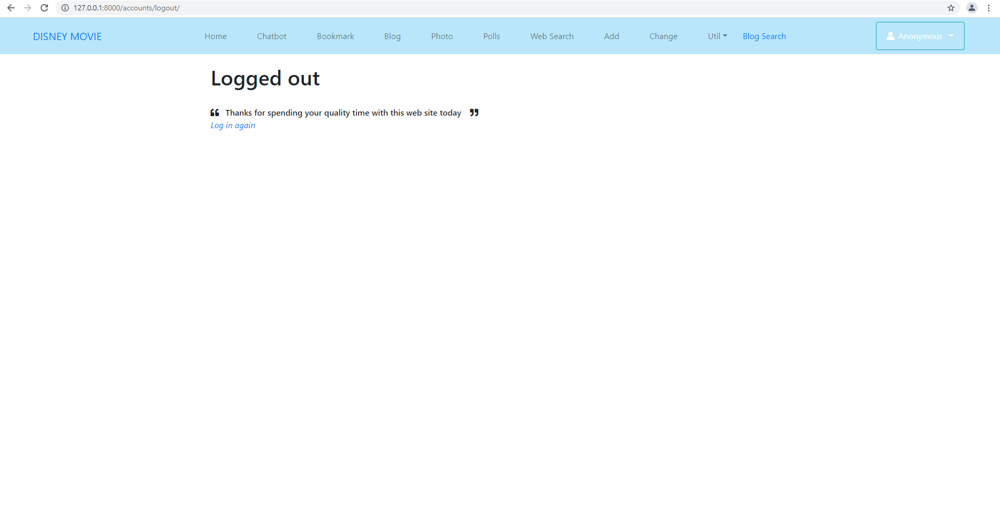 127.0.0.1:8000/accounts/logout/
DISNEY MOVIE Home Chatbot Bookmark Blog Photo Polls Web Search Add Change Util Blog Search Anonymous
Logged out
❝ Thanks for spending your quality time with this web site today ❞
Log in again